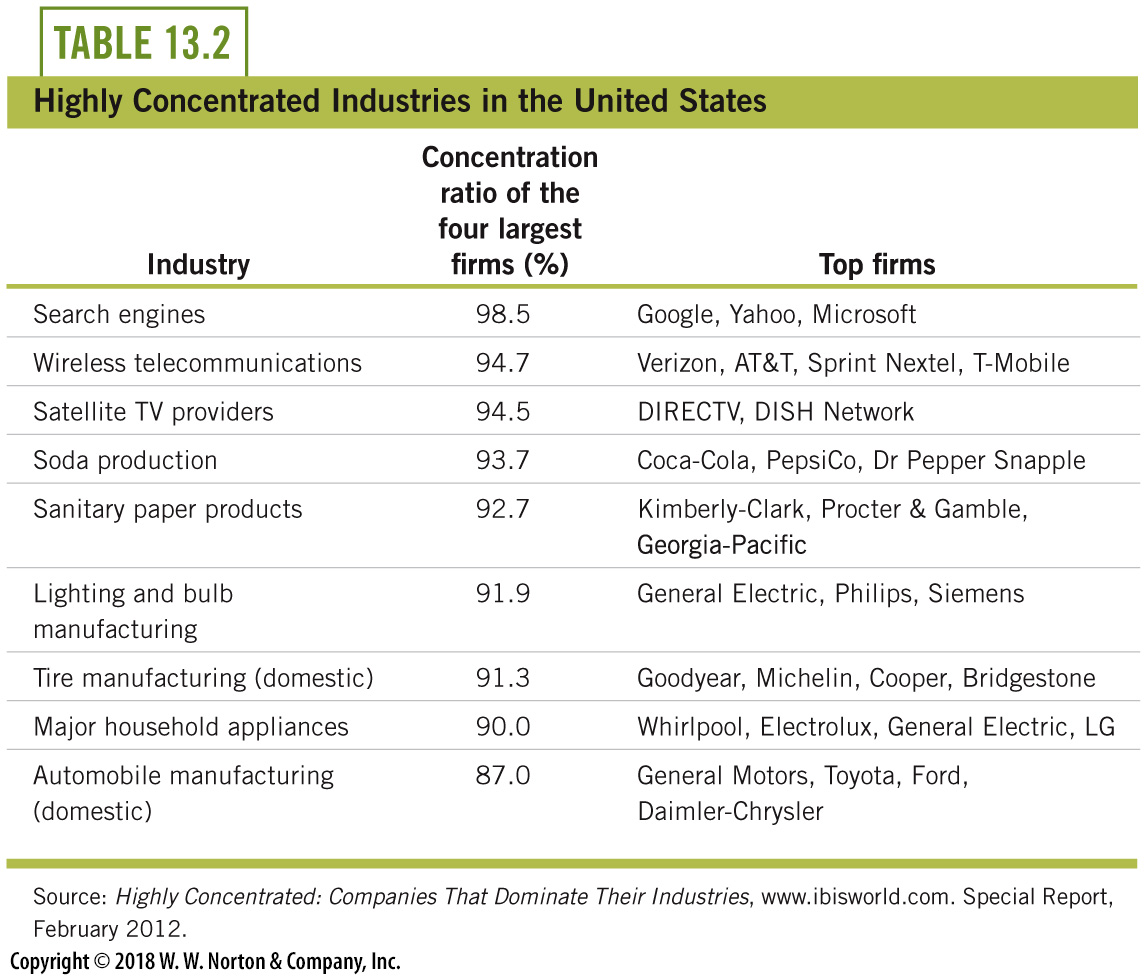 TABLE 13.2
Highly Concentrated Industries in the United States
Industry
Concentration
ratio of the
four largest
firms (%)
Top firms
Search engines 98.5 Google, Yahoo, Microsoft
Wireless telecommunications 94.7 Verizon, AT&T, Sprint Nextel, T-Mobile
Satellite TV providers 94.5 DIRECTV, DISH Network
Soda production 93.7 Coca-Cola, PepsiCo, Dr Pepper Snapple
Sanitary paper products 92.7 Kimberly-Clark, Procter & Gamble,
Georgia-Pacific
Lighting and bulb 91.9 General Electric, Philips, Siemens
manufacturing
Tire manufacturing (domestic) 91.3 Goodyear, Michelin, Cooper, Bridgestone
Major household appliances 90.0 Whirlpool, Electrolux, General Electric, LG
Automobile manufacturing 87.0 General Motors, Toyota, Ford,
(domestic) Daimler-Chrysler
Source: Highly Concentrated: Companies That Dominate Their Industries, www.ibisworld.com. Special Report,
February 2012.
Copyright © 2018 W. W. Norton & Company, Inc.